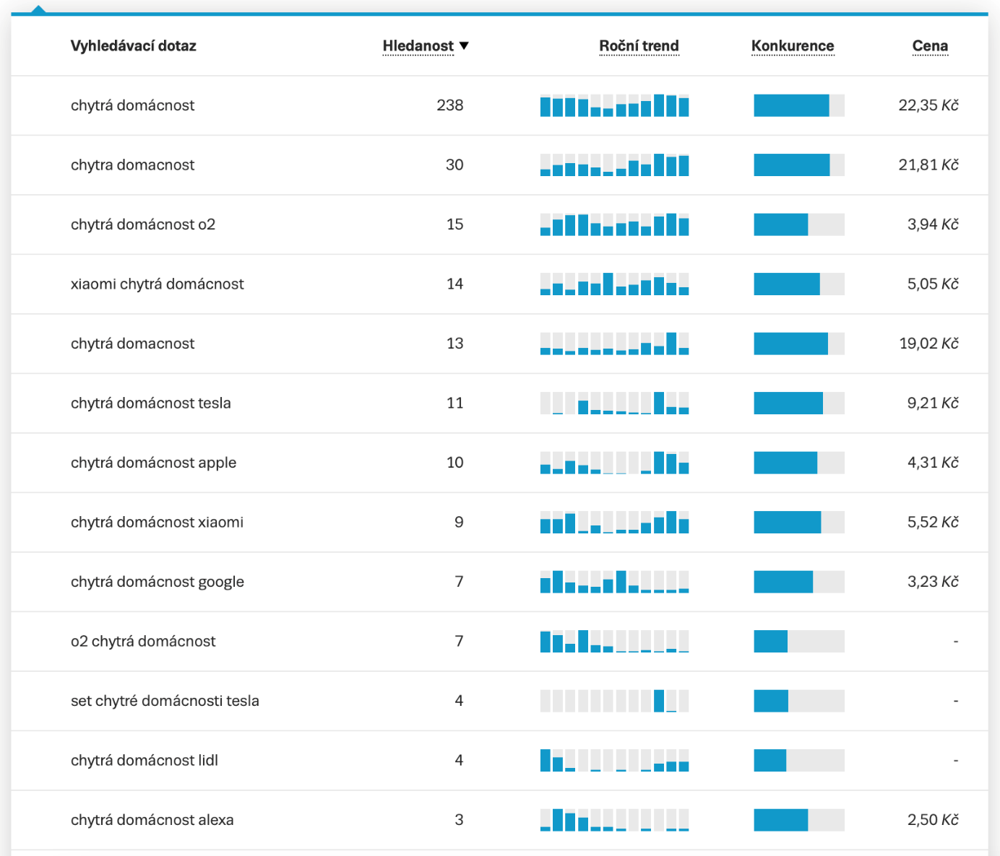 Vyhledávací dotaz Hledanost ▼ Roční trend Konkurence Cena
chytrá domácnost 238 22,35 Kč
chytra domacnost 30 21,81 Kč
chytrá domácnost o2 15 3,94 Kč
xiaomi chytrá domácnost 14 5,05 Kč
chytrá domacnost 13 19,02 Kč
chytrá domácnost tesla 11 9,21 Kč
chytrá domácnost apple 10 4,31 Kč
chytrá domácnost xiaomi 9 5,52 Kč
chytrá domácnost google 7 3,23 Kč
o2 chytrá domácnost 7 -
set chytré domácnosti tesla 4 -
chytrá domácnost lidl 4 -
chytrá domácnost alexa 3 2,50 Kč